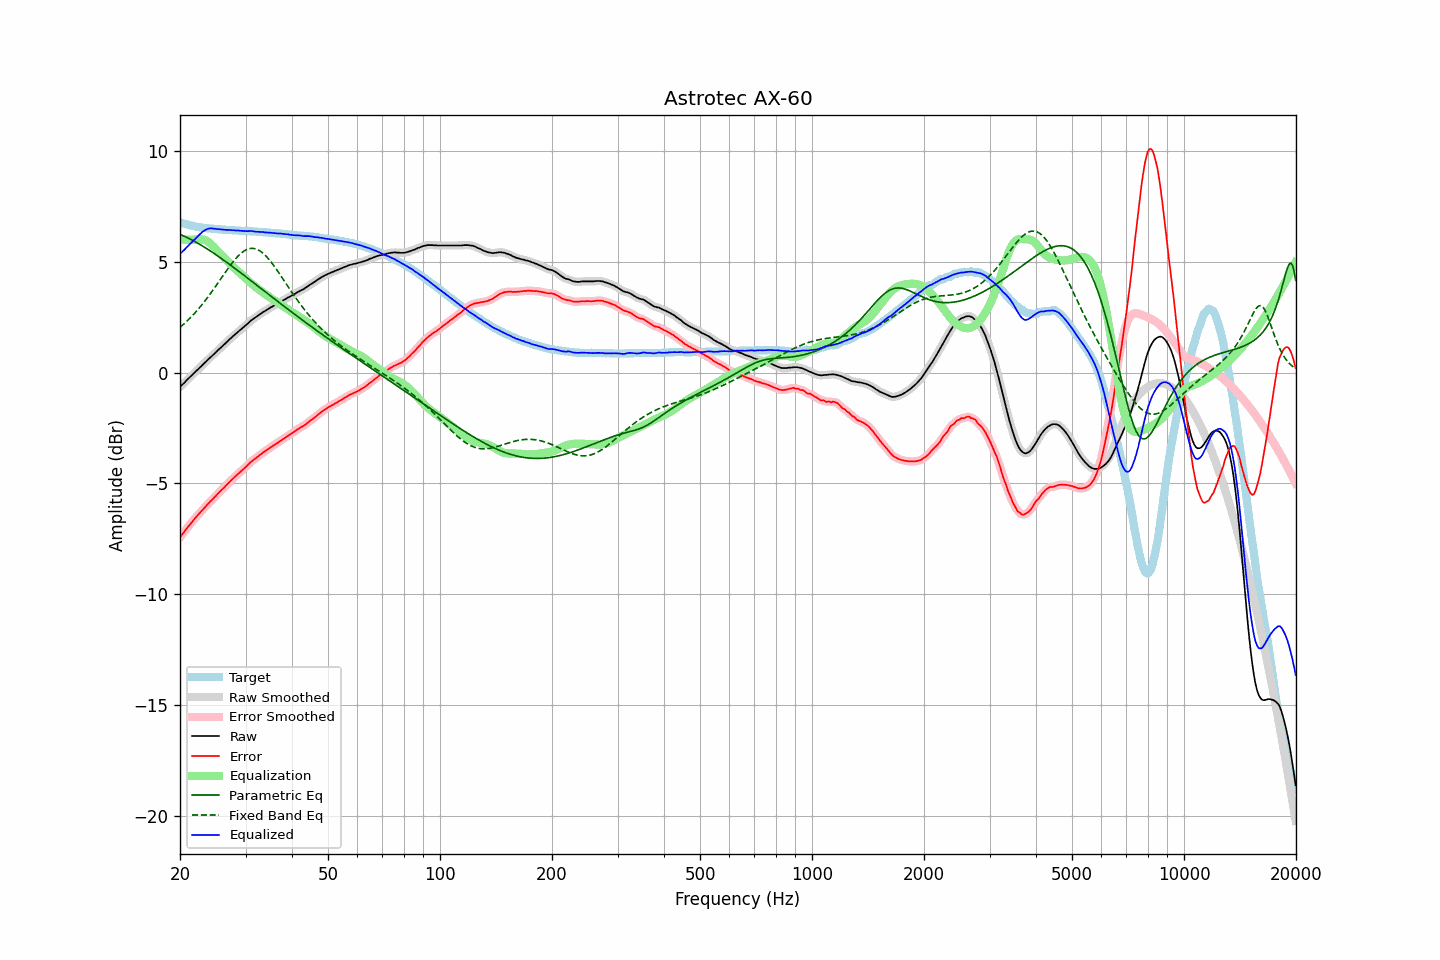 Astrotec AX-60
Amplitude (dBr)
10
5
0
−5
−10
−15
−20
Target
Raw Smoothed
Error Smoothed
Raw
Error
Equalization
Parametric Eq
Fixed Band Eq
Equalized
20 50 100 200 500 1000 2000 5000 10000 20000
Frequency (Hz)